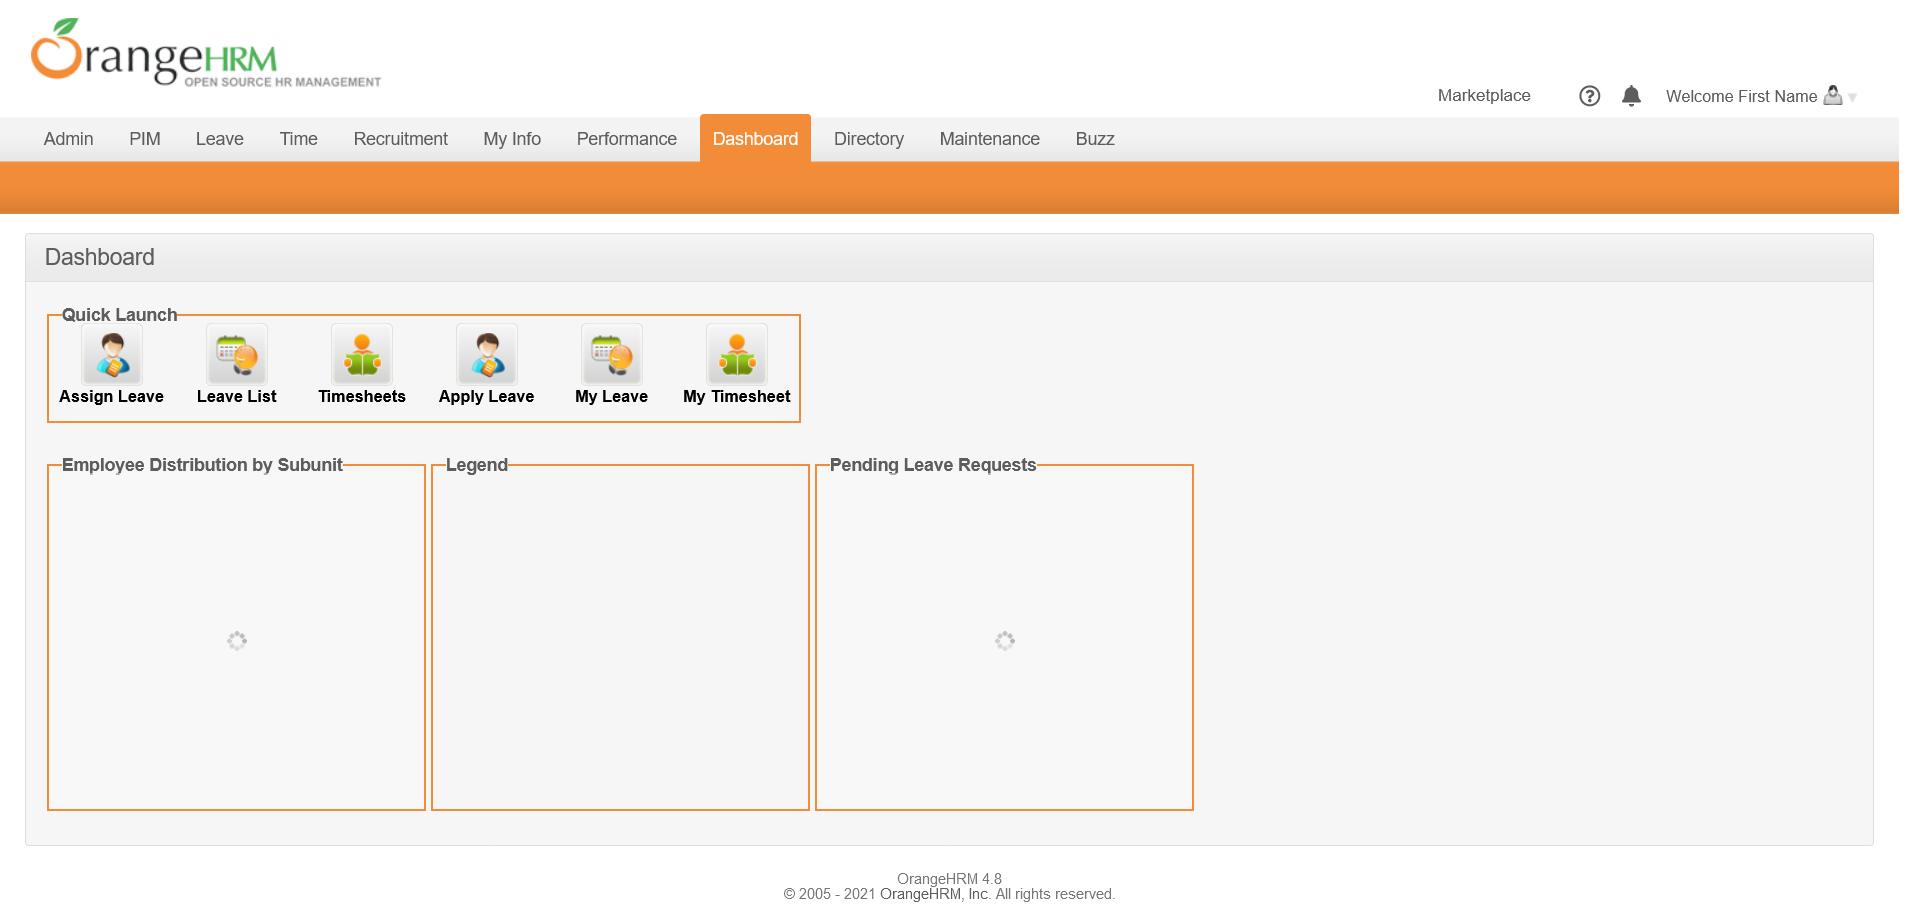 OrangeHRM
OPEN SOURCE HR MANAGEMENT
Marketplace
Welcome First Name
Admin PIM Leave Time Recruitment My Info Performance Dashboard Directory Maintenance Buzz
Dashboard
Quick Launch
Assign Leave Leave List Timesheets Apply Leave My Leave My Timesheet
Employee Distribution by Subunit Legend Pending Leave Requests
OrangeHRM 4.8
© 2005 - 2021 OrangeHRM, Inc. All rights reserved.